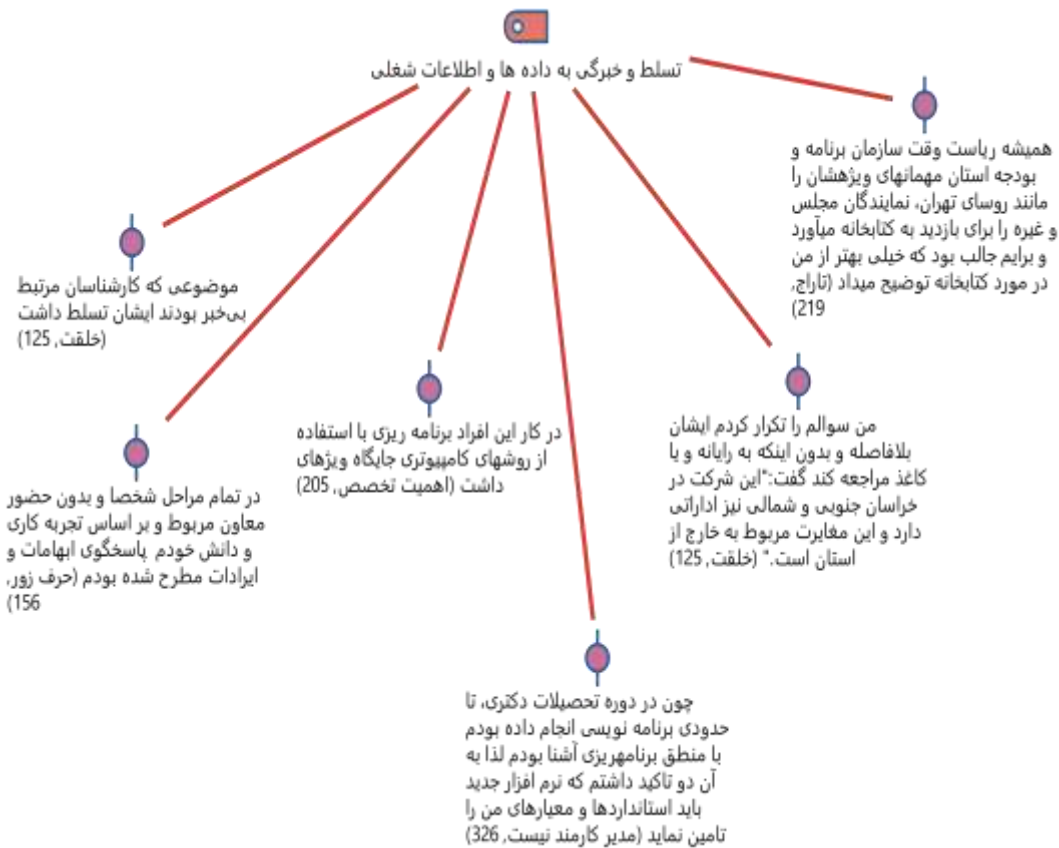 تسلط و خبرگی به داده ها و اطلاعات شغلی
همیشه ریاست وقت سازمان برنامه و
بودجه استان مهمانهای ویژهشان را
مانند روسای تهران، نمایندگان مجلس
و غیره را برای بازدید به کتابخانه میآورد
و برایم جالب بود که خیلی بهتر از من
در مورد کتابخانه توضیح میداد (تاراج,
219)
موضوعی که کارشناسان مرتبط
بی‌خبر بودند ایشان تسلط داشت
(خلقت, 125)
من سوالم را تکرار کردم ایشان
بلافاصله و بدون اینکه به رایانه و یا
کاغذ مراجعه کند گفت:"این شرکت در
خراسان جنوبی و شمالی نیز اداراتی
دارد و این مغایرت مربوط به خارج از
استان است." (خلقت, 125)
در کار این افراد برنامه ریزی با استفاده
از روشهای کامپیوتری جایگاه ویژهای
داشت (اهمیت تخصص, 205)
در تمام مراحل شخصا و بدون حضور
معاون مربوط و بر اساس تجربه کاری
و دانش خودم پاسخگوی ابهامات و
ایرادات مطرح شده بودم (حرف زور,
156)
چون در دوره تحصیلات دکتری، تا
حدودی برنامه نویسی انجام داده بودم
با منطق برنامهریزی آشنا بودم لذا به
آن دو تاکید داشتم که نرم افزار جدید
باید استانداردها و معیارهای من را
تامین نماید (مدیر کارمند نیست, 326)